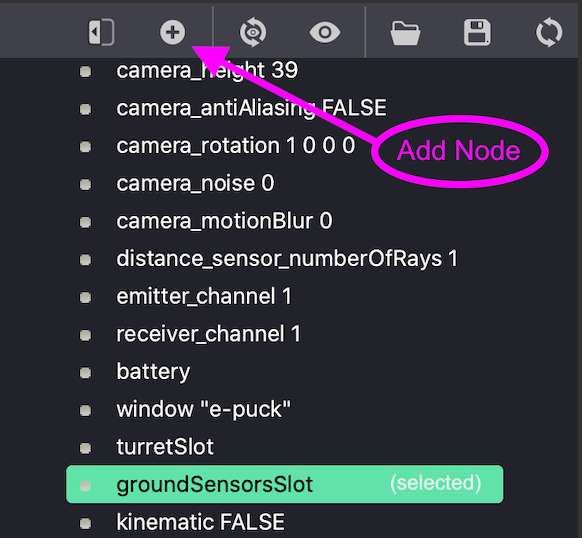 camera_height 39
camera_antiAliasing FALSE
camera_rotation 1 0 0 0
Add Node
camera_noise 0
camera_motionBlur 0
distance_sensor_numberOfRays 1
emitter_channel 1
receiver_channel 1
battery
window "e-puck"
turretSlot
groundSensorsSlot (selected)
kinematic FALSE